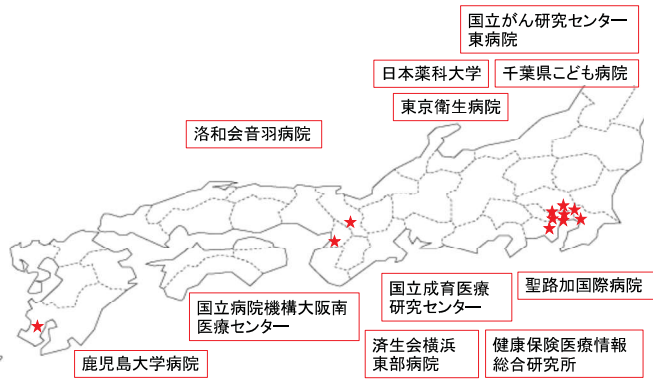 国立がん研究センター
東病院
日本薬科大学
千葉県こども病院
東京衛生病院
洛和会音羽病院
国立病院機構大阪南
医療センター
国立成育医療
研究センター
聖路加国際病院
済生会横浜
東部病院
健康保険医療情報
総合研究所
鹿児島大学病院